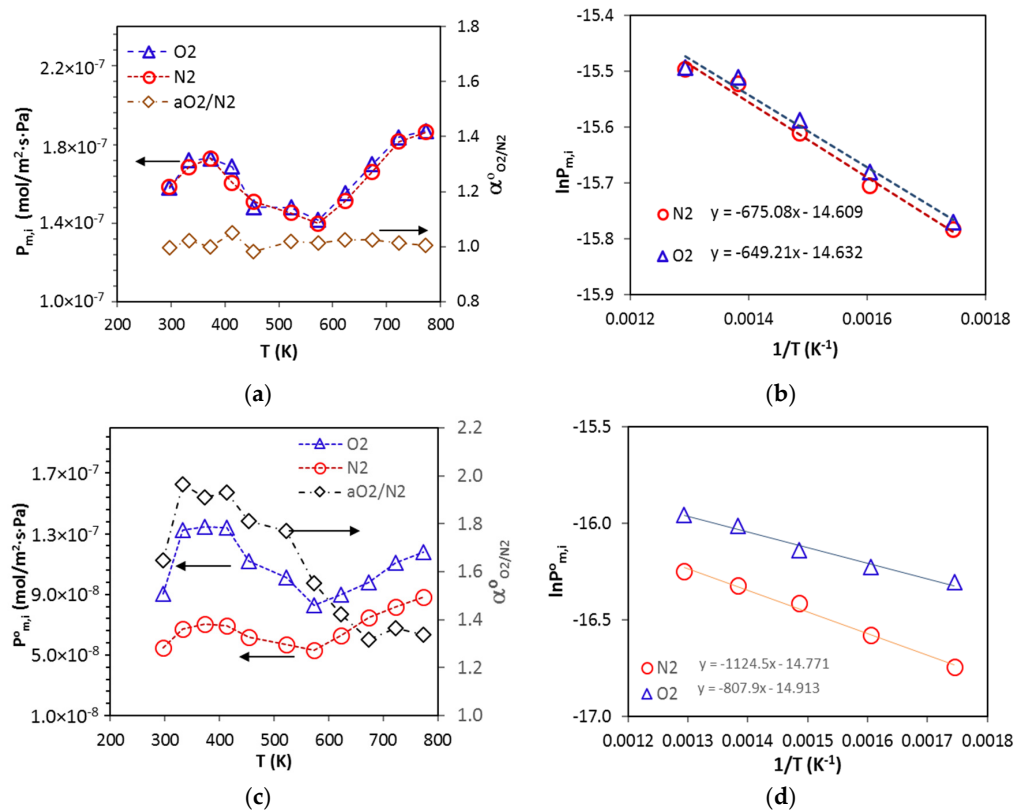 O2
N2
aO2/N2
P_m,i (mol/m²·s·Pa)
2.2×10⁻⁷
1.8×10⁻⁷
1.4×10⁻⁷
1.0×10⁻⁷
200 300 400 500 600 700 800
T (K)
1.8
1.6
1.4
1.2
1.0
0.8
α°O2/N2
(a)
lnP_m,i
-15.4
-15.5
-15.6
-15.7
-15.8
-15.9
N2 y = -675.08x - 14.609
O2 y = -649.21x - 14.632
0.0012 0.0014 0.0016 0.0018
1/T (K⁻¹)
(b)
O2
N2
aO2/N2
P°m,i (mol/m²·s·Pa)
1.7×10⁻⁷
1.3×10⁻⁷
9.0×10⁻⁸
5.0×10⁻⁸
1.0×10⁻⁸
200 300 400 500 600 700 800
T (K)
2.2
2.0
1.8
1.6
1.4
1.2
1.0
α°O2/N2
(c)
lnP°m,i
-15.5
-16.0
-16.5
-17.0
N2 y = -1124.5x - 14.771
O2 y = -807.9x - 14.913
0.0012 0.0013 0.0014 0.0015 0.0016 0.0017 0.0018
1/T (K⁻¹)
(d)